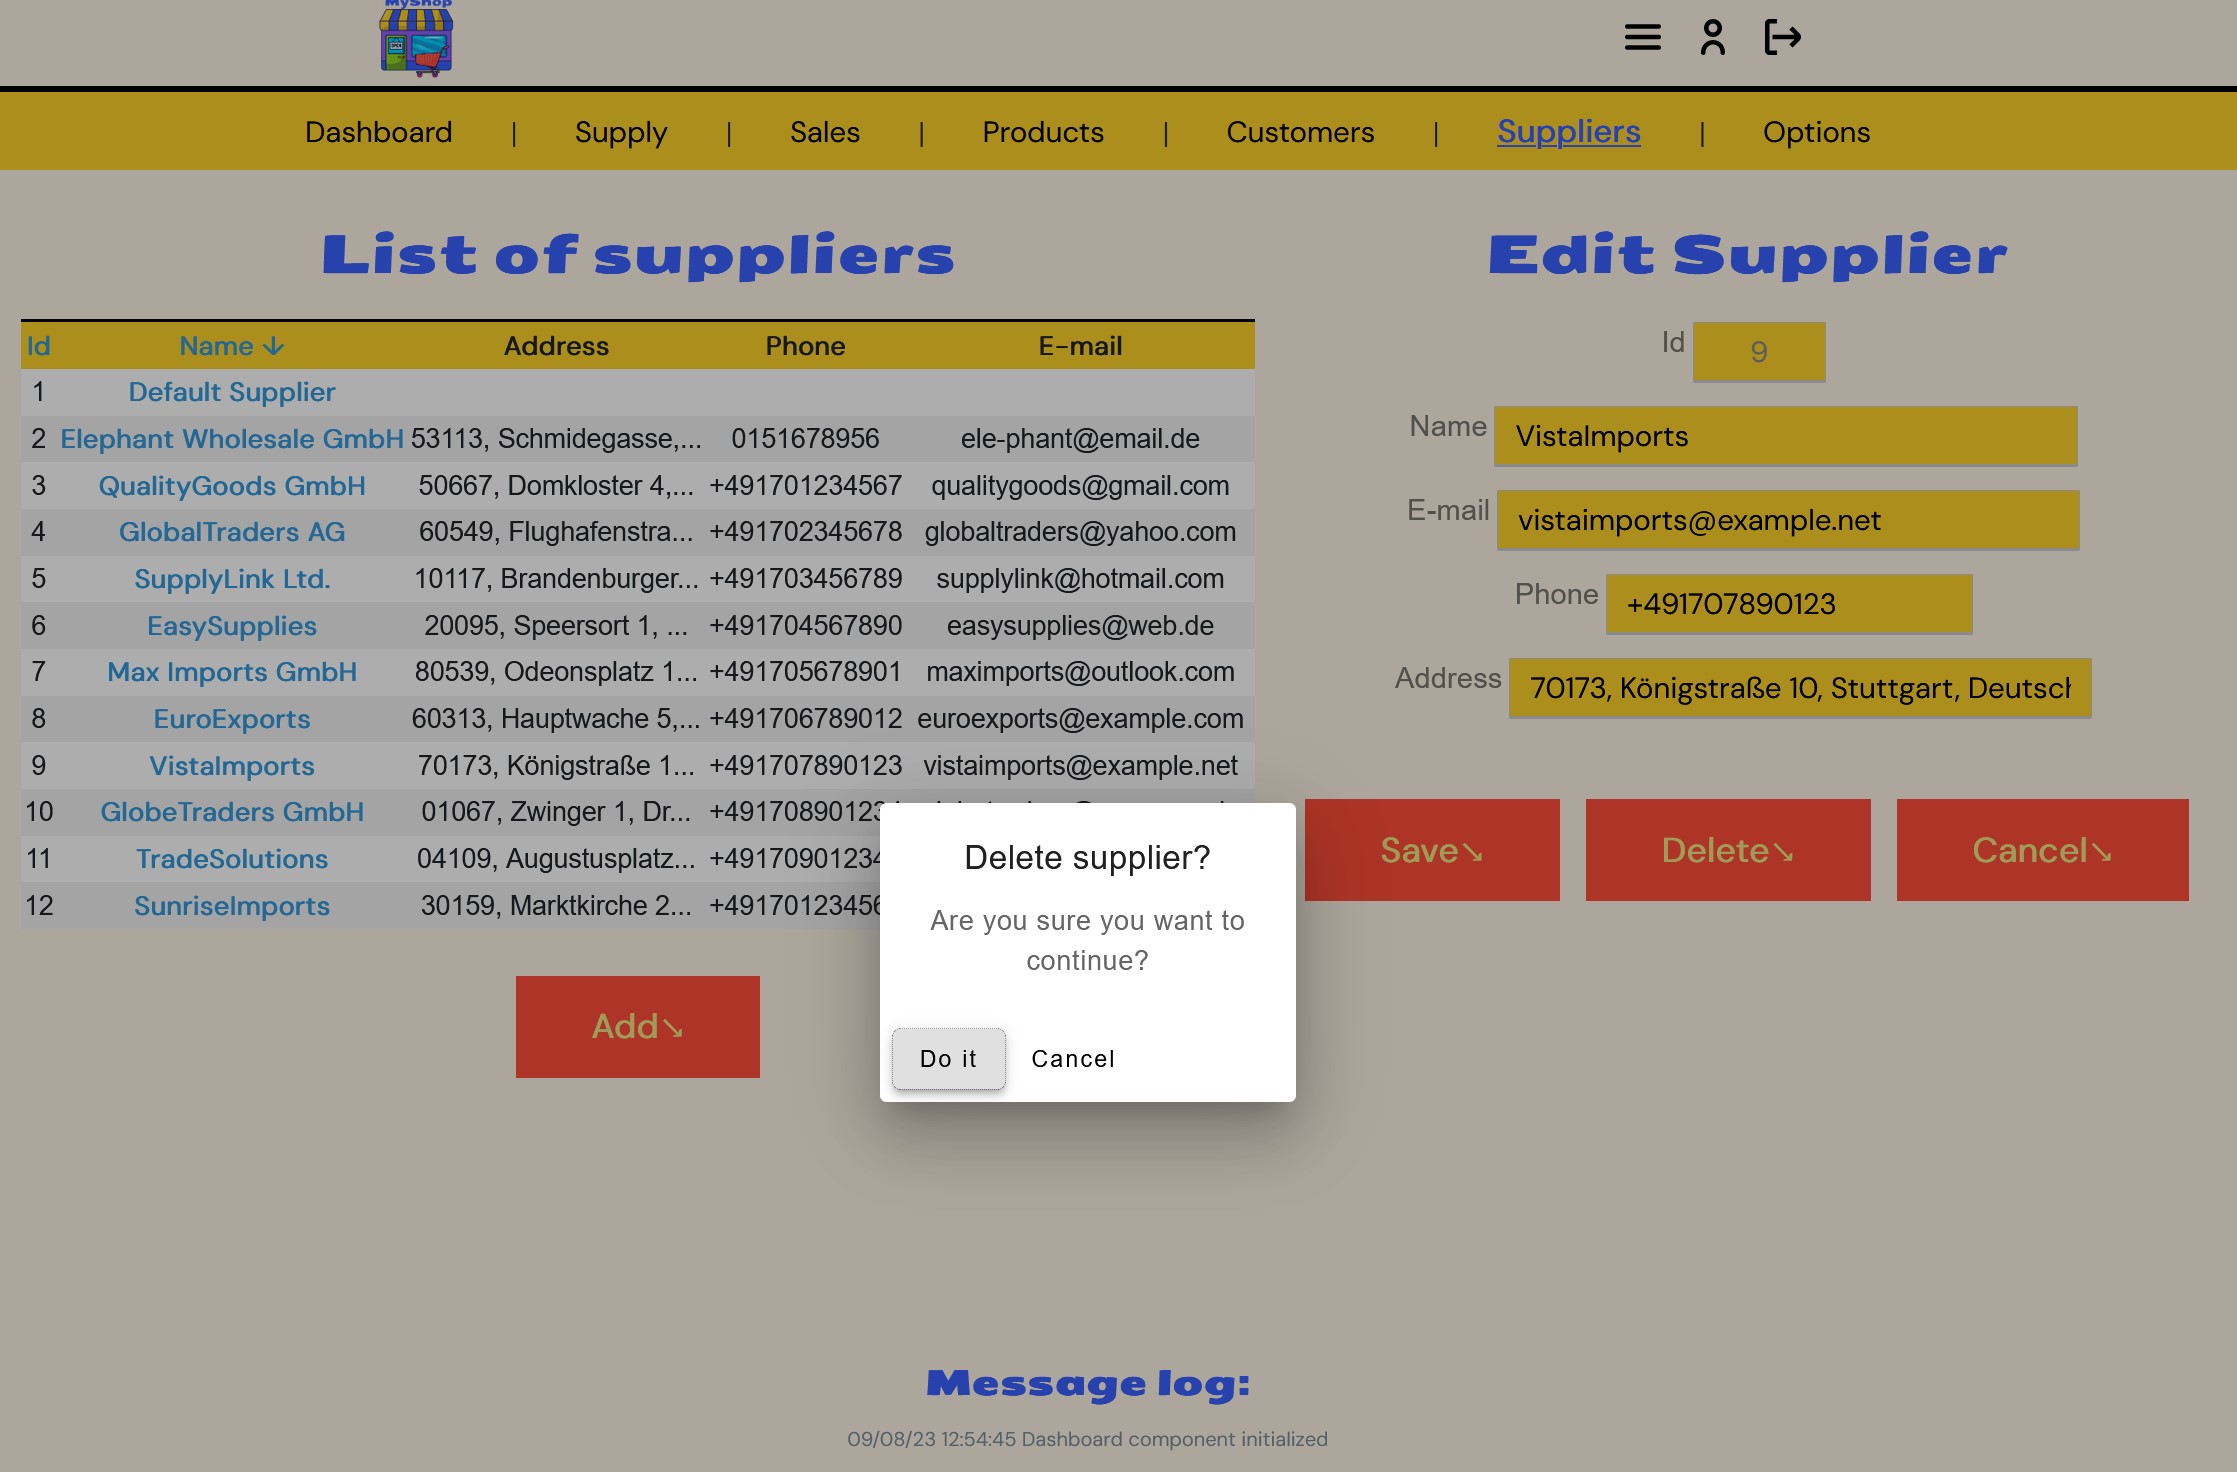 MyShop
OPEN
Dashboard | Supply | Sales | Products | Customers | Suppliers | Options
List of suppliers
Id Name ↓ Address Phone E-mail
1 Default Supplier
2 Elephant Wholesale GmbH 53113, Schmidegasse,... 0151678956 ele-phant@email.de
3 QualityGoods GmbH 50667, Domkloster 4,... +491701234567 qualitygoods@gmail.com
4 GlobalTraders AG 60549, Flughafenstra... +491702345678 globaltraders@yahoo.com
5 SupplyLink Ltd. 10117, Brandenburger... +491703456789 supplylink@hotmail.com
6 EasySupplies 20095, Speersort 1, ... +491704567890 easysupplies@web.de
7 Max Imports GmbH 80539, Odeonsplatz 1... +491705678901 maximports@outlook.com
8 EuroExports 60313, Hauptwache 5,... +491706789012 euroexports@example.com
9 VistaImports 70173, Königstraße 1... +491707890123 vistaimports@example.net
10 GlobeTraders GmbH 01067, Zwinger 1, Dr... +49170890123
11 TradeSolutions 04109, Augustusplatz... +49170901234
12 SunriseImports 30159, Marktkirche 2... +49170123456
Add↘
Edit Supplier
Id 9
Name VistaImports
E-mail vistaimports@example.net
Phone +491707890123
Address 70173, Königstraße 10, Stuttgart, Deutsch
Save↘ Delete↘ Cancel↘
Delete supplier?
Are you sure you want to
continue?
Do it Cancel
Message log:
09/08/23 12:54:45 Dashboard component initialized